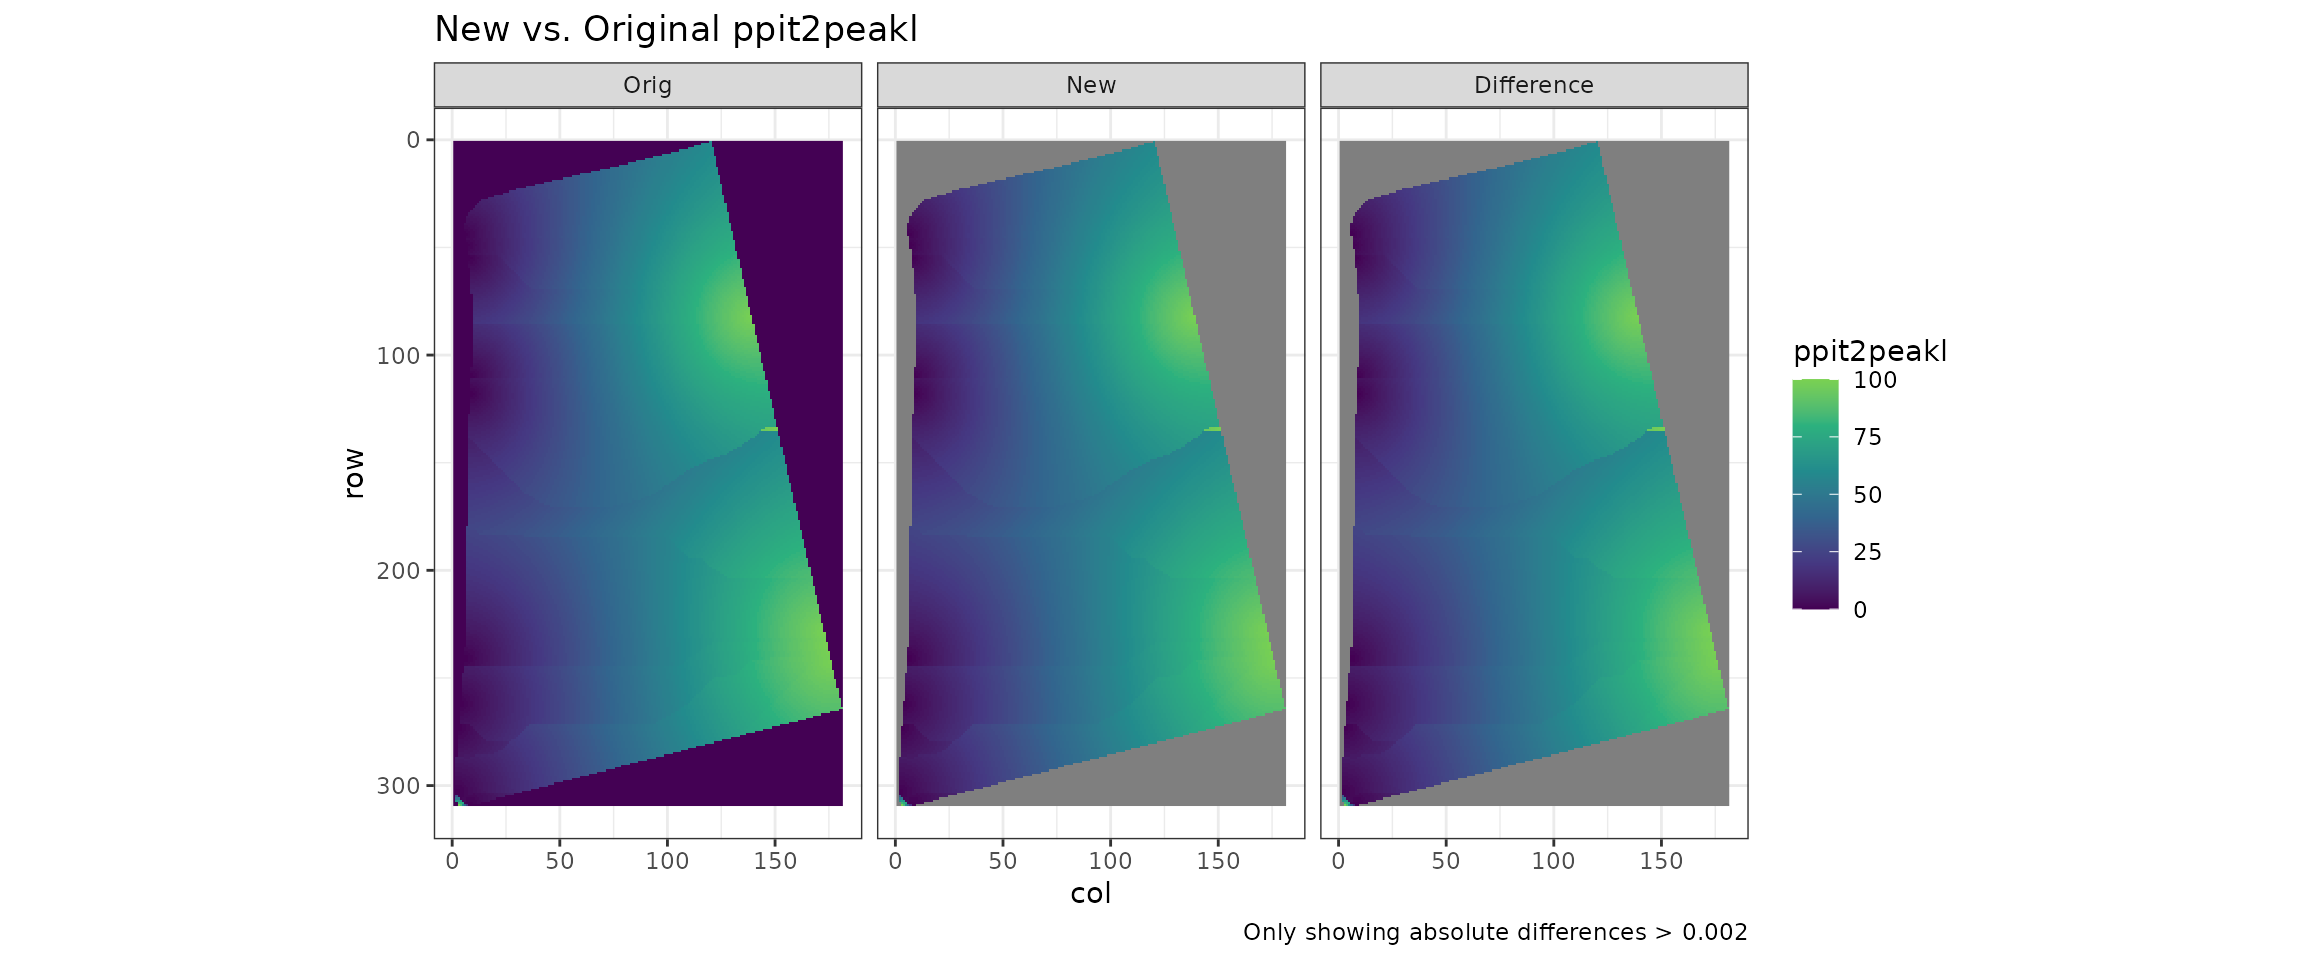 New vs. Original ppit2peakl
Orig
New
Difference
0
100
200
300
row
0 50 100 150
0 50 100 150
0 50 100 150
col
ppit2peakl
100
75
50
25
0
Only showing absolute differences > 0.002